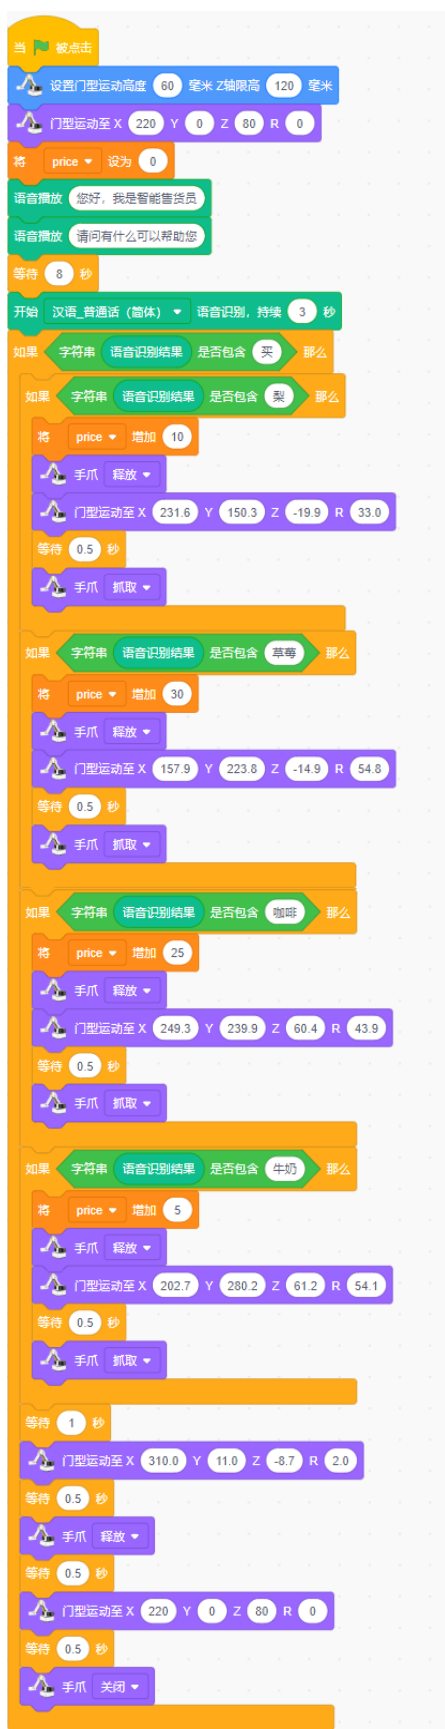 当 被点击
设置门型运动高度 60 毫米 Z轴限高 120 毫米
门型运动至 X 220 Y 0 Z 80 R 0
将 price 设为 0
语音播放 您好，我是智能售货员
语音播放 请问有什么可以帮助您
等待 8 秒
开始 汉语_普通话（简体） 语音识别，持续 3 秒
如果 字符串 语音识别结果 是否包含 买 那么
如果 字符串 语音识别结果 是否包含 梨 那么
将 price 增加 10
手爪 释放
门型运动至 X 231.6 Y 150.3 Z -19.9 R 33.0
等待 0.5 秒
手爪 抓取
如果 字符串 语音识别结果 是否包含 草莓 那么
将 price 增加 30
手爪 释放
门型运动至 X 157.9 Y 223.8 Z -14.9 R 54.8
等待 0.5 秒
手爪 抓取
如果 字符串 语音识别结果 是否包含 咖啡 那么
将 price 增加 25
手爪 释放
门型运动至 X 249.3 Y 239.9 Z 60.4 R 43.9
等待 0.5 秒
手爪 抓取
如果 字符串 语音识别结果 是否包含 牛奶 那么
将 price 增加 5
手爪 释放
门型运动至 X 202.7 Y 280.2 Z 61.2 R 54.1
等待 0.5 秒
手爪 抓取
等待 1 秒
门型运动至 X 310.0 Y 11.0 Z -8.7 R 2.0
等待 0.5 秒
手爪 释放
等待 0.5 秒
门型运动至 X 220 Y 0 Z 80 R 0
等待 0.5 秒
手爪 关闭